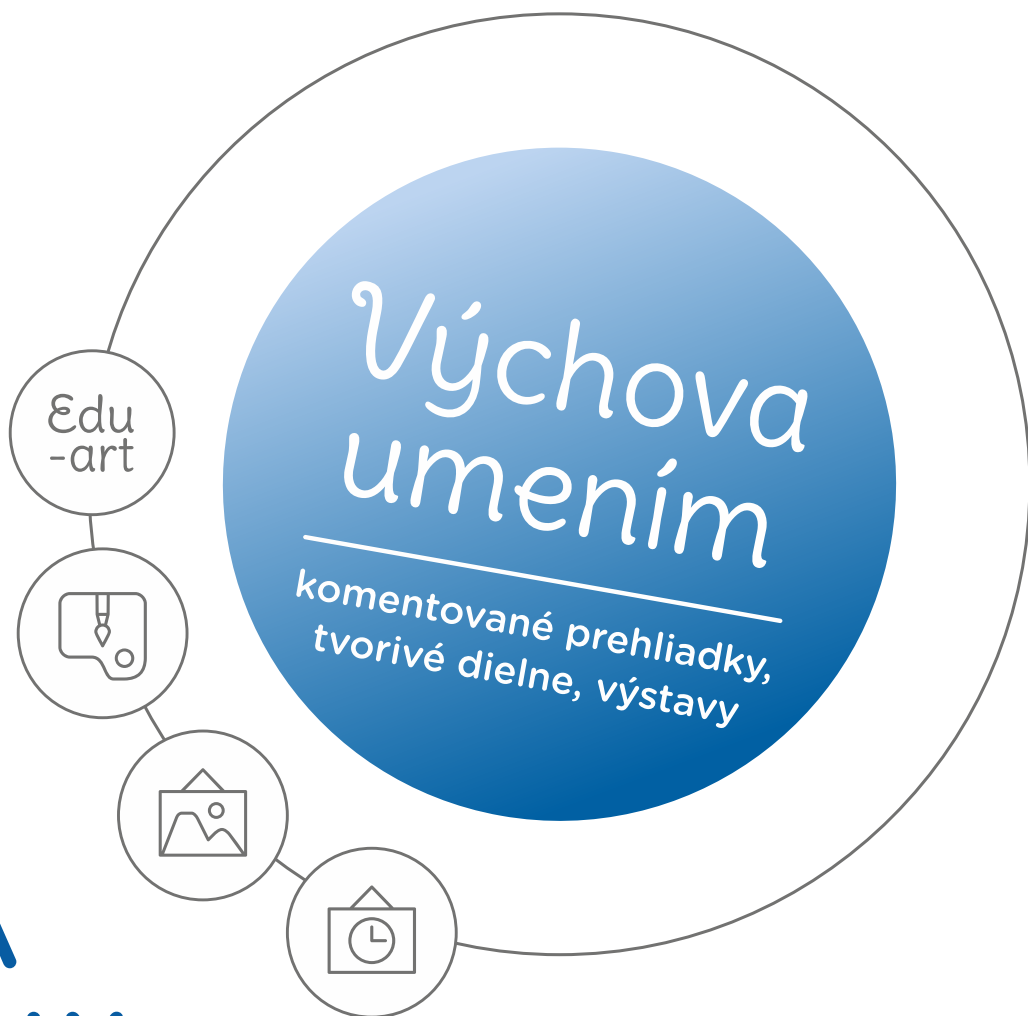 Výchova
umením
komentované prehliadky,
tvorivé dielne, výstavy
Edu
-art